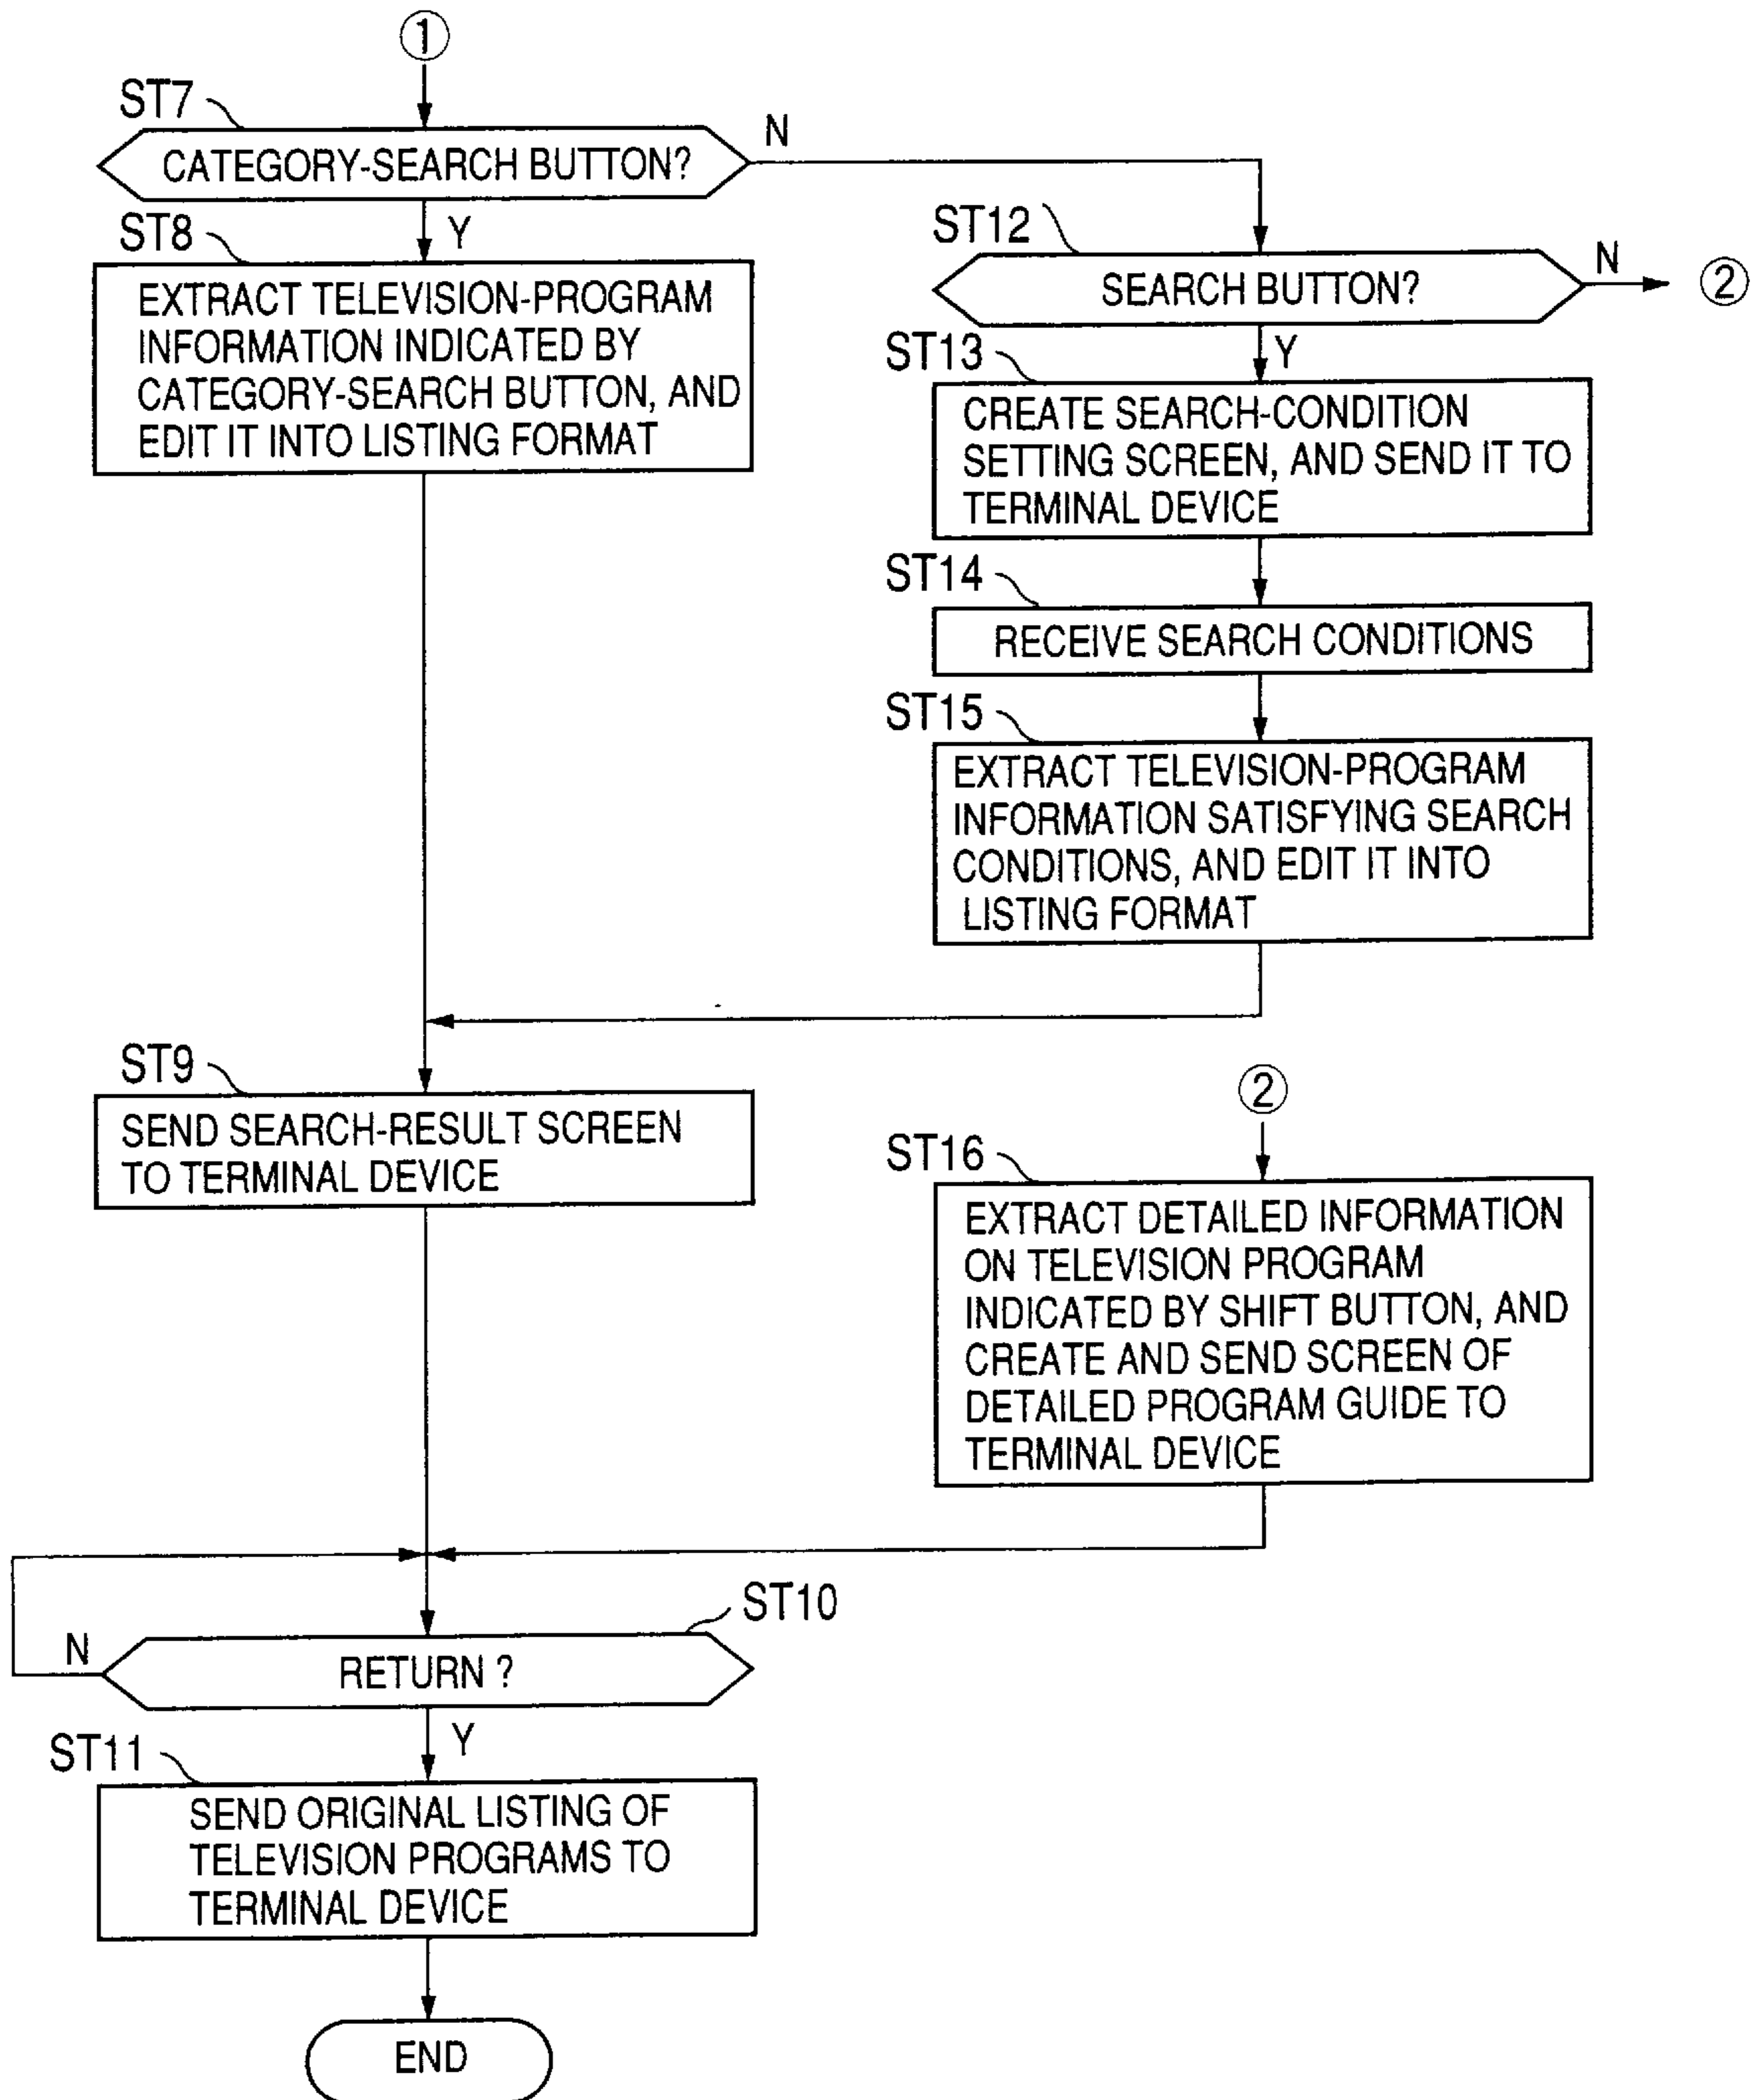 ①
ST7
CATEGORY-SEARCH BUTTON?
N
Y
ST8
EXTRACT TELEVISION-PROGRAM
INFORMATION INDICATED BY
CATEGORY-SEARCH BUTTON, AND
EDIT IT INTO LISTING FORMAT
ST12
SEARCH BUTTON?
N
②
Y
ST13
CREATE SEARCH-CONDITION
SETTING SCREEN, AND SEND IT TO
TERMINAL DEVICE
ST14
RECEIVE SEARCH CONDITIONS
ST15
EXTRACT TELEVISION-PROGRAM
INFORMATION SATISFYING SEARCH
CONDITIONS, AND EDIT IT INTO
LISTING FORMAT
ST9
SEND SEARCH-RESULT SCREEN
TO TERMINAL DEVICE
②
ST16
EXTRACT DETAILED INFORMATION
ON TELEVISION PROGRAM
INDICATED BY SHIFT BUTTON, AND
CREATE AND SEND SCREEN OF
DETAILED PROGRAM GUIDE TO
TERMINAL DEVICE
ST10
RETURN ?
N
Y
ST11
SEND ORIGINAL LISTING OF
TELEVISION PROGRAMS TO
TERMINAL DEVICE
END